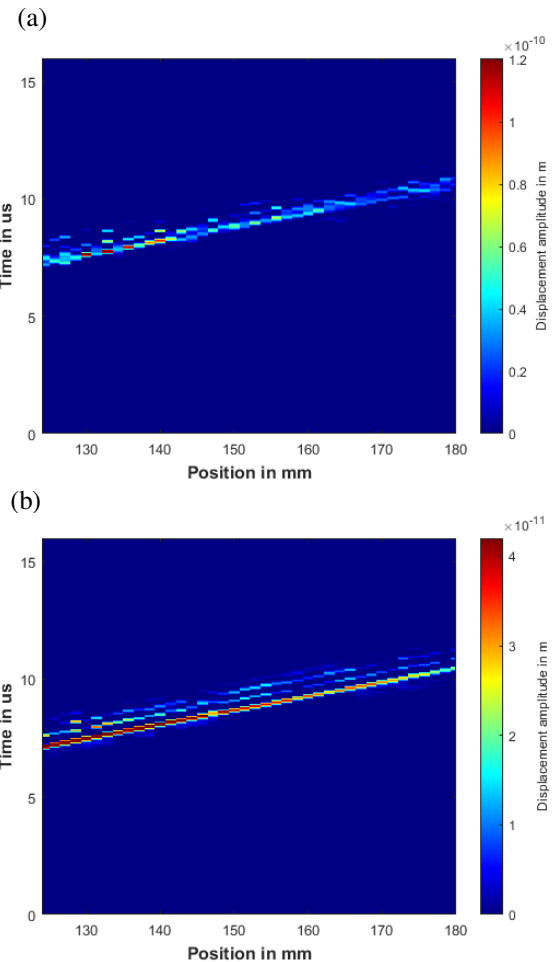 (a)
×10⁻¹⁰
15
10
5
0
Time in us
130 140 150 160 170 180
Position in mm
1.2
1
0.8
0.6
0.4
0.2
0
Displacement amplitude in m
(b)
×10⁻¹¹
15
10
5
0
Time in us
130 140 150 160 170 180
Position in mm
4
3
2
1
0
Displacement amplitude in m